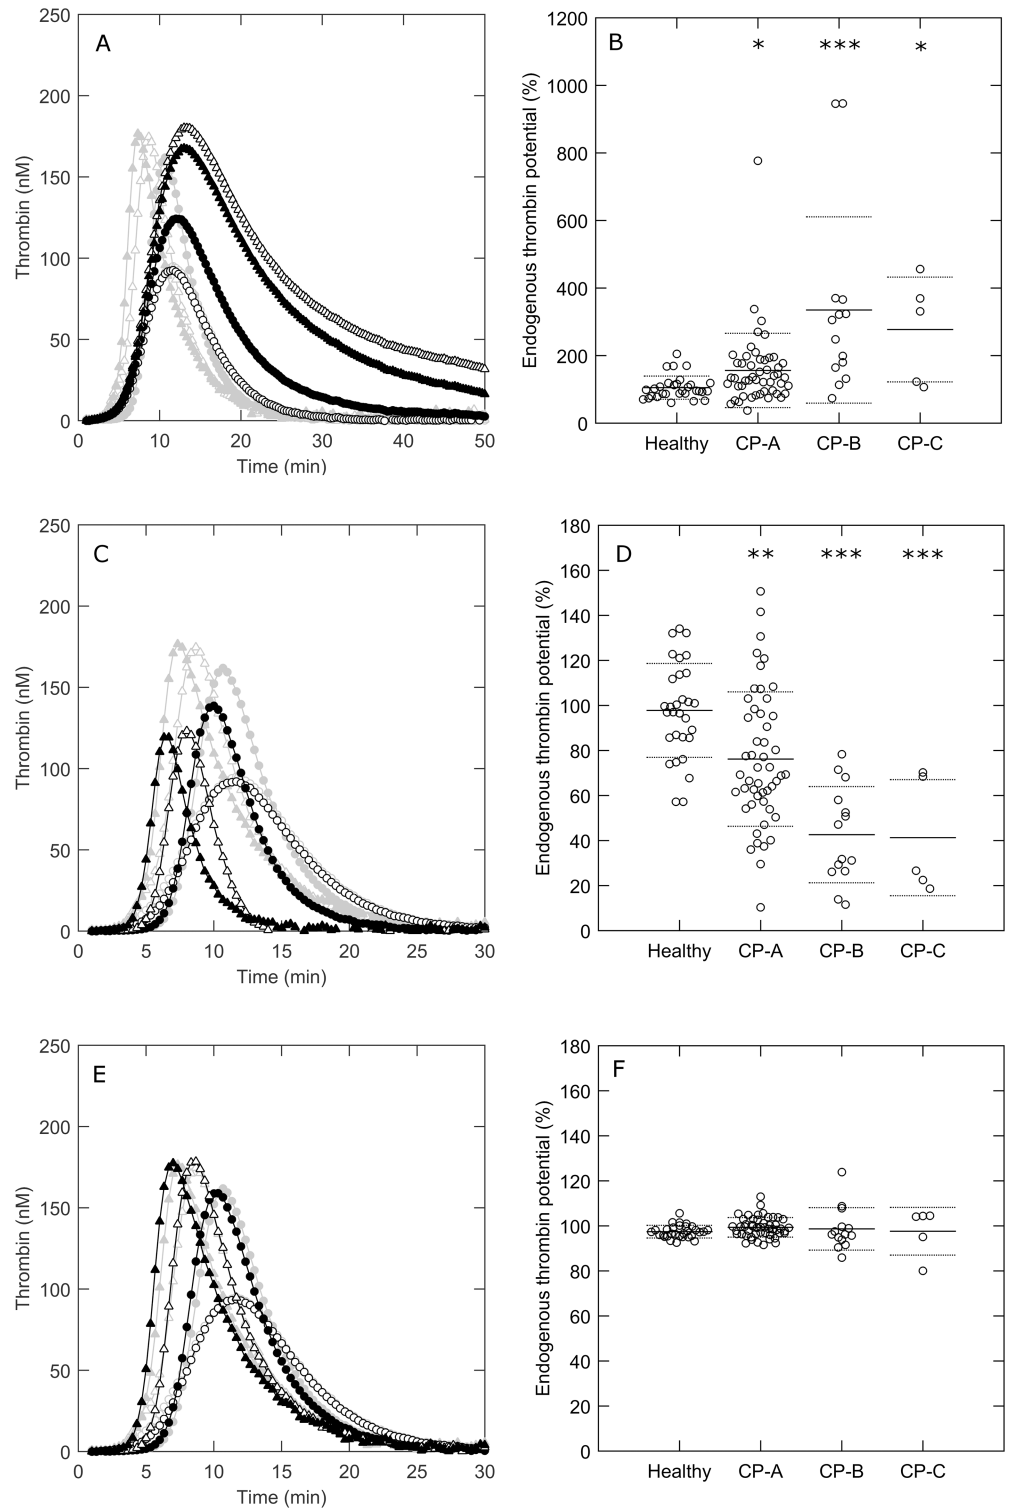 A
250
200
150
100
50
0
Thrombin (nM)
0 10 20 30 40 50
Time (min)
B
* *** *
1200
1000
800
600
400
200
0
Endogenous thrombin potential (%)
Healthy CP-A CP-B CP-C
C
250
200
150
100
50
0
Thrombin (nM)
0 5 10 15 20 25 30
Time (min)
D
** *** ***
180
160
140
120
100
80
60
40
20
0
Endogenous thrombin potential (%)
Healthy CP-A CP-B CP-C
E
250
200
150
100
50
0
Thrombin (nM)
0 5 10 15 20 25 30
Time (min)
F
180
160
140
120
100
80
60
40
20
0
Endogenous thrombin potential (%)
Healthy CP-A CP-B CP-C